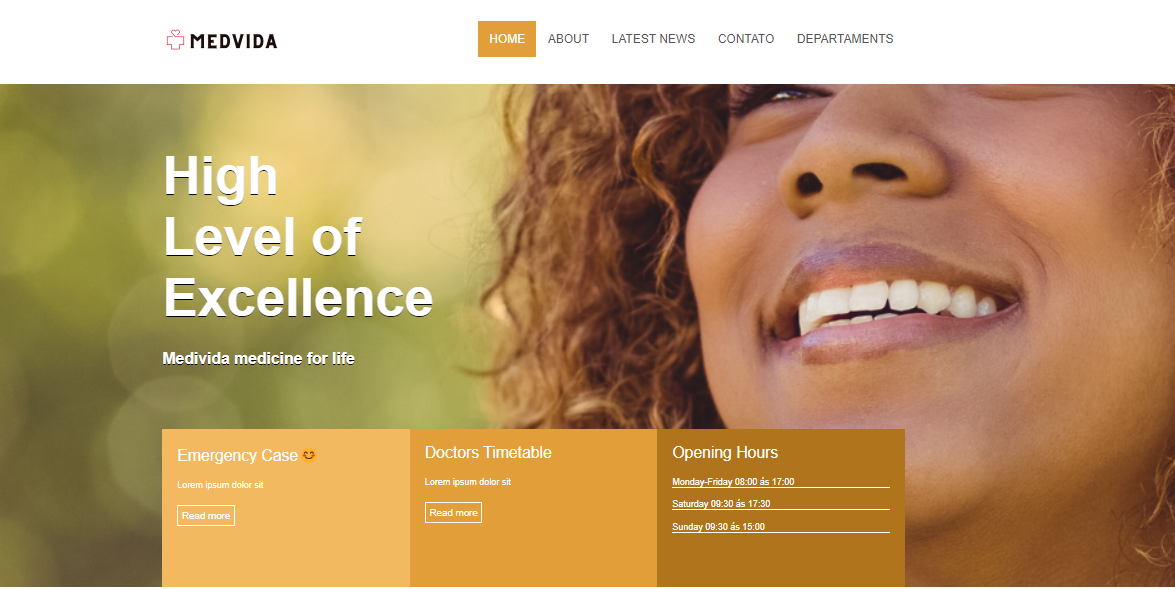 MEDVIDA
HOME ABOUT LATEST NEWS CONTATO DEPARTAMENTS
High
Level of
Excellence
Medivida medicine for life
Emergency Case😊
Lorem ipsum dolor sit
Read more
Doctors Timetable
Lorem ipsum dolor sit
Read more
Opening Hours
Monday-Friday 08:00 ás 17:00
Saturday 09:30 ás 17:30
Sunday 09:30 ás 15:00